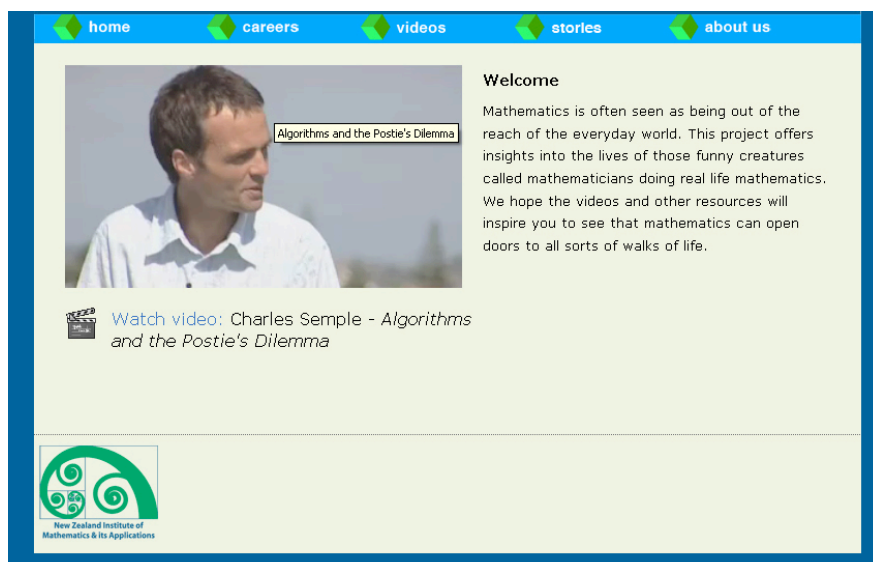 home careers videos stories about us
Algorithms and the Postie's Dilemma
Welcome
Mathematics is often seen as being out of the
reach of the everyday world. This project offers
insights into the lives of those funny creatures
called mathematicians doing real life mathematics.
We hope the videos and other resources will
inspire you to see that mathematics can open
doors to all sorts of walks of life.
Watch video: Charles Semple - Algorithms
and the Postie's Dilemma
New Zealand Institute of
Mathematics & its Applications